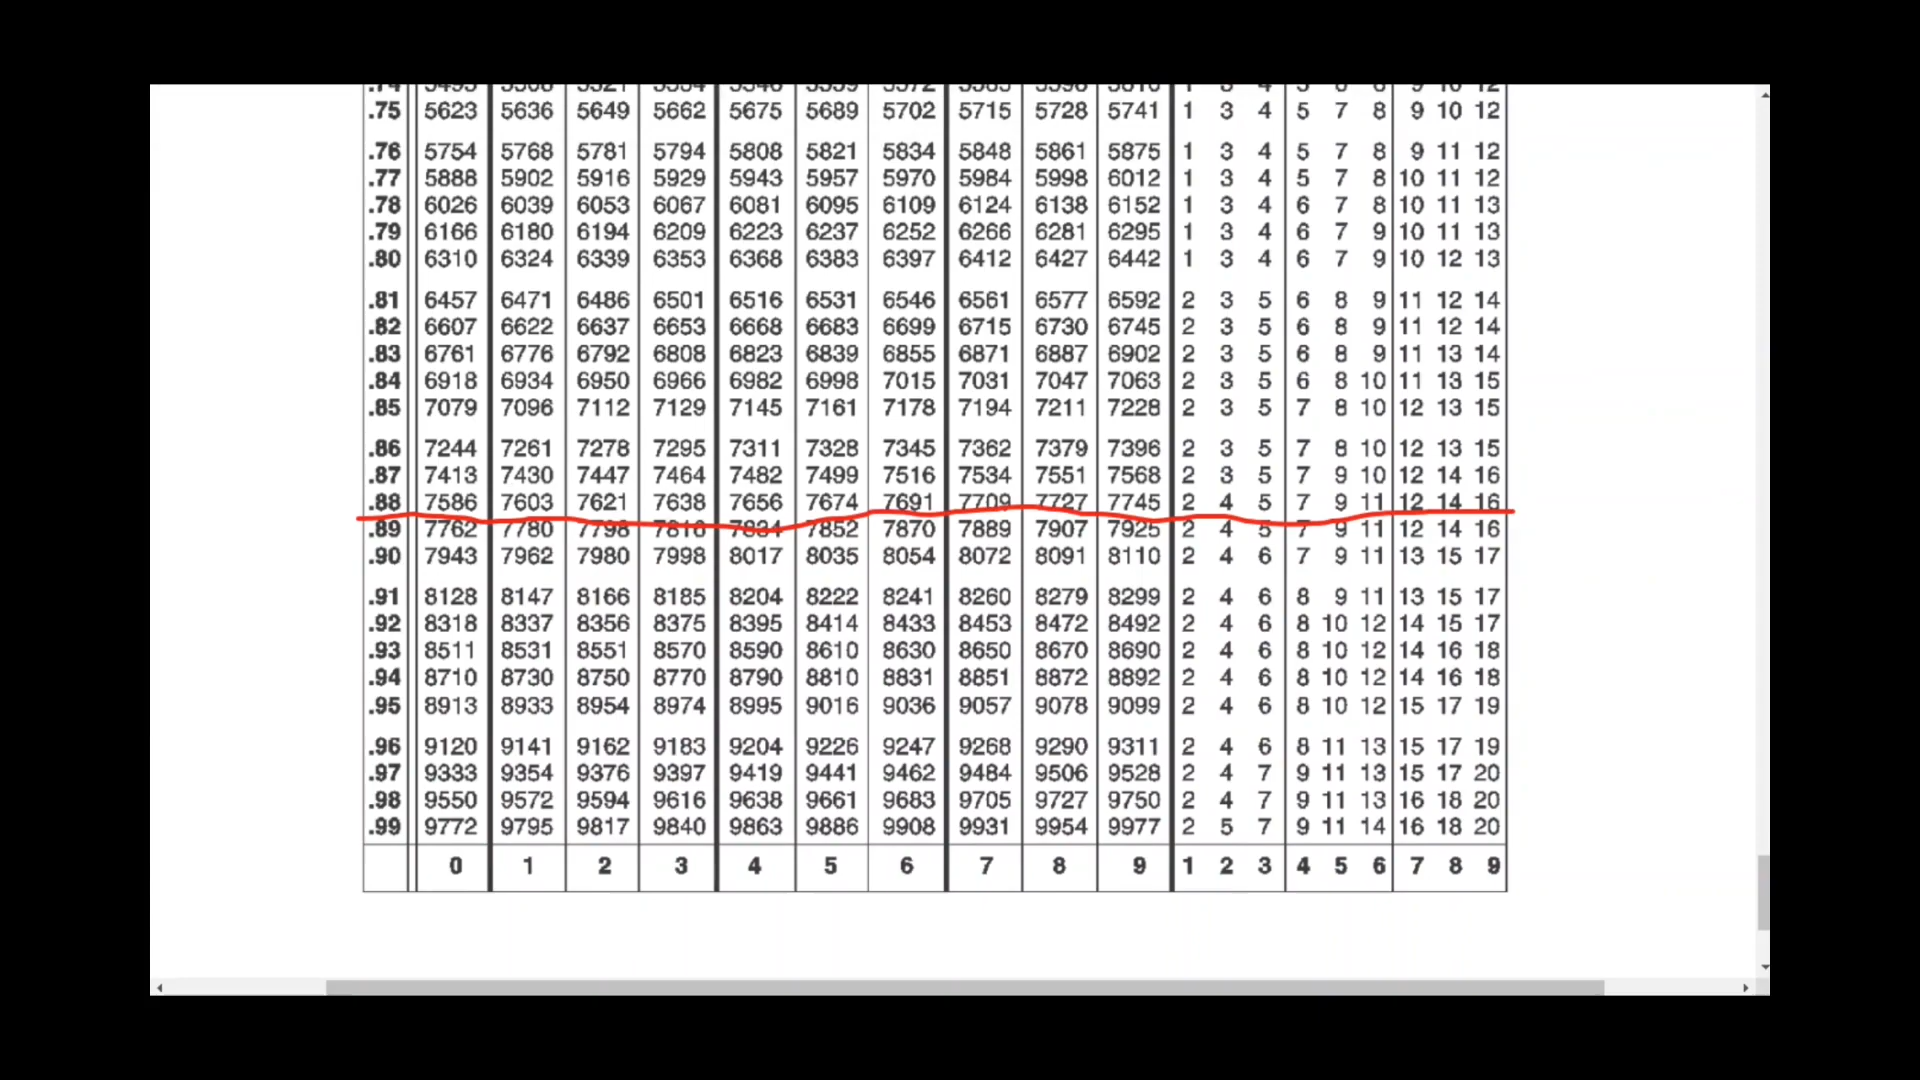 .75 5623 5636 5649 5662 5675 5689 5702 5715 5728 5741 1 3 4 5 7 8 9 10 12
.76 5754 5768 5781 5794 5808 5821 5834 5848 5861 5875 1 3 4 5 7 8 9 11 12
.77 5888 5902 5916 5929 5943 5957 5970 5984 5998 6012 1 3 4 5 7 8 10 11 12
.78 6026 6039 6053 6067 6081 6095 6109 6124 6138 6152 1 3 4 6 7 8 10 11 13
.79 6166 6180 6194 6209 6223 6237 6252 6266 6281 6295 1 3 4 6 7 9 10 11 13
.80 6310 6324 6339 6353 6368 6383 6397 6412 6427 6442 1 3 4 6 7 9 10 12 13
.81 6457 6471 6486 6501 6516 6531 6546 6561 6577 6592 2 3 5 6 8 9 11 12 14
.82 6607 6622 6637 6653 6668 6683 6699 6715 6730 6745 2 3 5 6 8 9 11 12 14
.83 6761 6776 6792 6808 6823 6839 6855 6871 6887 6902 2 3 5 6 8 9 11 13 14
.84 6918 6934 6950 6966 6982 6998 7015 7031 7047 7063 2 3 5 6 8 10 11 13 15
.85 7079 7096 7112 7129 7145 7161 7178 7194 7211 7228 2 3 5 7 8 10 12 13 15
.86 7244 7261 7278 7295 7311 7328 7345 7362 7379 7396 2 3 5 7 8 10 12 13 15
.87 7413 7430 7447 7464 7482 7499 7516 7534 7551 7568 2 3 5 7 9 10 12 14 16
.88 7586 7603 7621 7638 7656 7674 7691 7709 7727 7745 2 4 5 7 9 11 12 14 16
.89 7762 7780 7798 7816 7834 7852 7870 7889 7907 7925 2 4 5 7 9 11 12 14 16
.90 7943 7962 7980 7998 8017 8035 8054 8072 8091 8110 2 4 6 7 9 11 13 15 17
.91 8128 8147 8166 8185 8204 8222 8241 8260 8279 8299 2 4 6 8 9 11 13 15 17
.92 8318 8337 8356 8375 8395 8414 8433 8453 8472 8492 2 4 6 8 10 12 14 15 17
.93 8511 8531 8551 8570 8590 8610 8630 8650 8670 8690 2 4 6 8 10 12 14 16 18
.94 8710 8730 8750 8770 8790 8810 8831 8851 8872 8892 2 4 6 8 10 12 14 16 18
.95 8913 8933 8954 8974 8995 9016 9036 9057 9078 9099 2 4 6 8 10 12 15 17 19
.96 9120 9141 9162 9183 9204 9226 9247 9268 9290 9311 2 4 6 8 11 13 15 17 19
.97 9333 9354 9376 9397 9419 9441 9462 9484 9506 9528 2 4 7 9 11 13 15 17 20
.98 9550 9572 9594 9616 9638 9661 9683 9705 9727 9750 2 4 7 9 11 13 16 18 20
.99 9772 9795 9817 9840 9863 9886 9908 9931 9954 9977 2 5 7 9 11 14 16 18 20
0 1 2 3 4 5 6 7 8 9 1 2 3 4 5 6 7 8 9